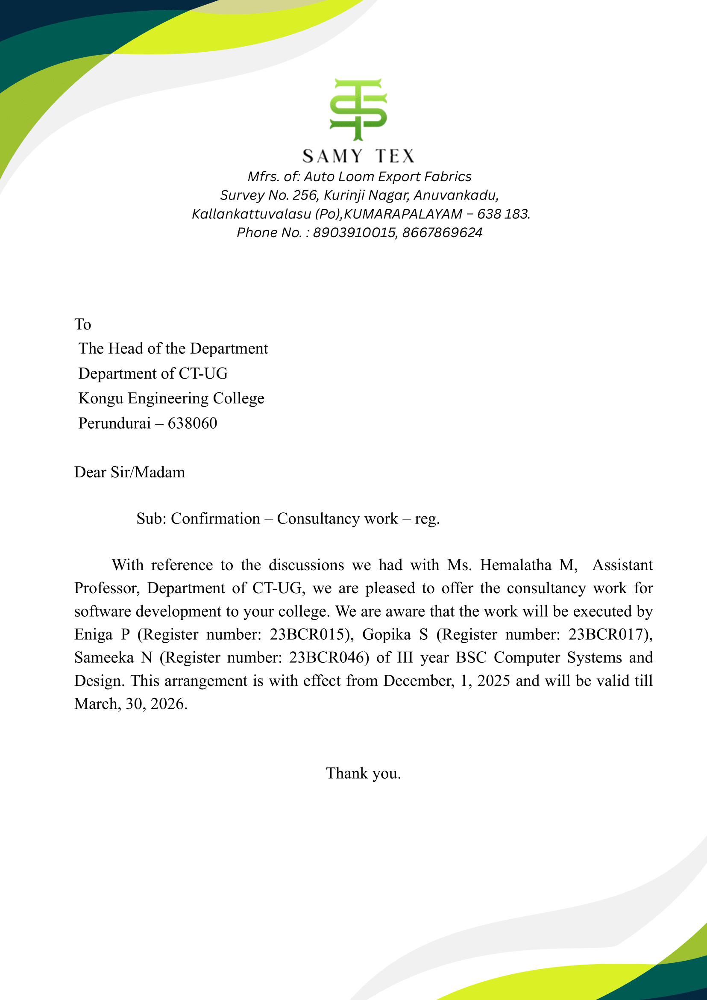 SAMY TEX
Mfrs. of: Auto Loom Export Fabrics
Survey No. 256, Kurinji Nagar, Anuvankadu,
Kallankattuvalasu (Po),KUMARAPALAYAM – 638 183.
Phone No. : 8903910015, 8667869624
To
The Head of the Department
Department of CT-UG
Kongu Engineering College
Perundurai – 638060
Dear Sir/Madam
Sub: Confirmation – Consultancy work – reg.
With reference to the discussions we had with Ms. Hemalatha M,  Assistant
Professor, Department of CT-UG, we are pleased to offer the consultancy work for
software development to your college. We are aware that the work will be executed by
Eniga P (Register number: 23BCR015), Gopika S (Register number: 23BCR017),
Sameeka N (Register number: 23BCR046) of III year BSC Computer Systems and
Design. This arrangement is with effect from December, 1, 2025 and will be valid till
March, 30, 2026.
Thank you.